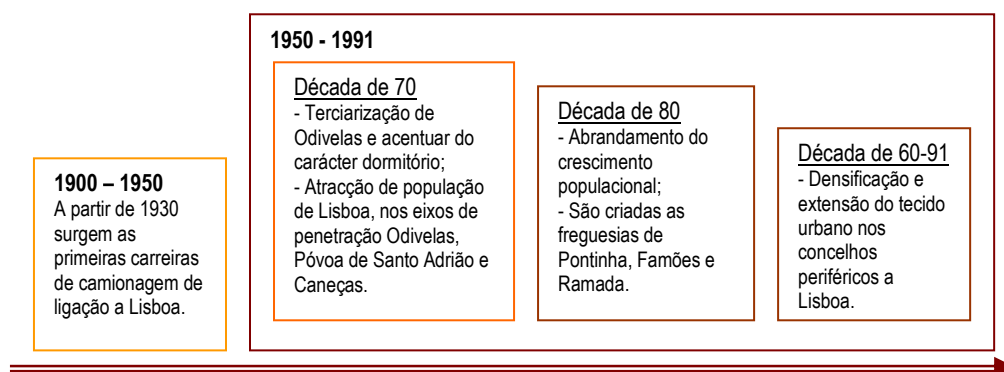 1900 – 1950
A partir de 1930
surgem as
primeiras carreiras
de camionagem de
ligação a Lisboa.
1950 - 1991
Década de 70
- Terciarização de
Odivelas e acentuar do
carácter dormitório;
- Atracção de população
de Lisboa, nos eixos de
penetração Odivelas,
Póvoa de Santo Adrião e
Caneças.
Década de 80
- Abrandamento do
crescimento
populacional;
- São criadas as
freguesias de
Pontinha, Famões e
Ramada.
Década de 60-91
- Densificação e
extensão do tecido
urbano nos
concelhos
periféricos a
Lisboa.